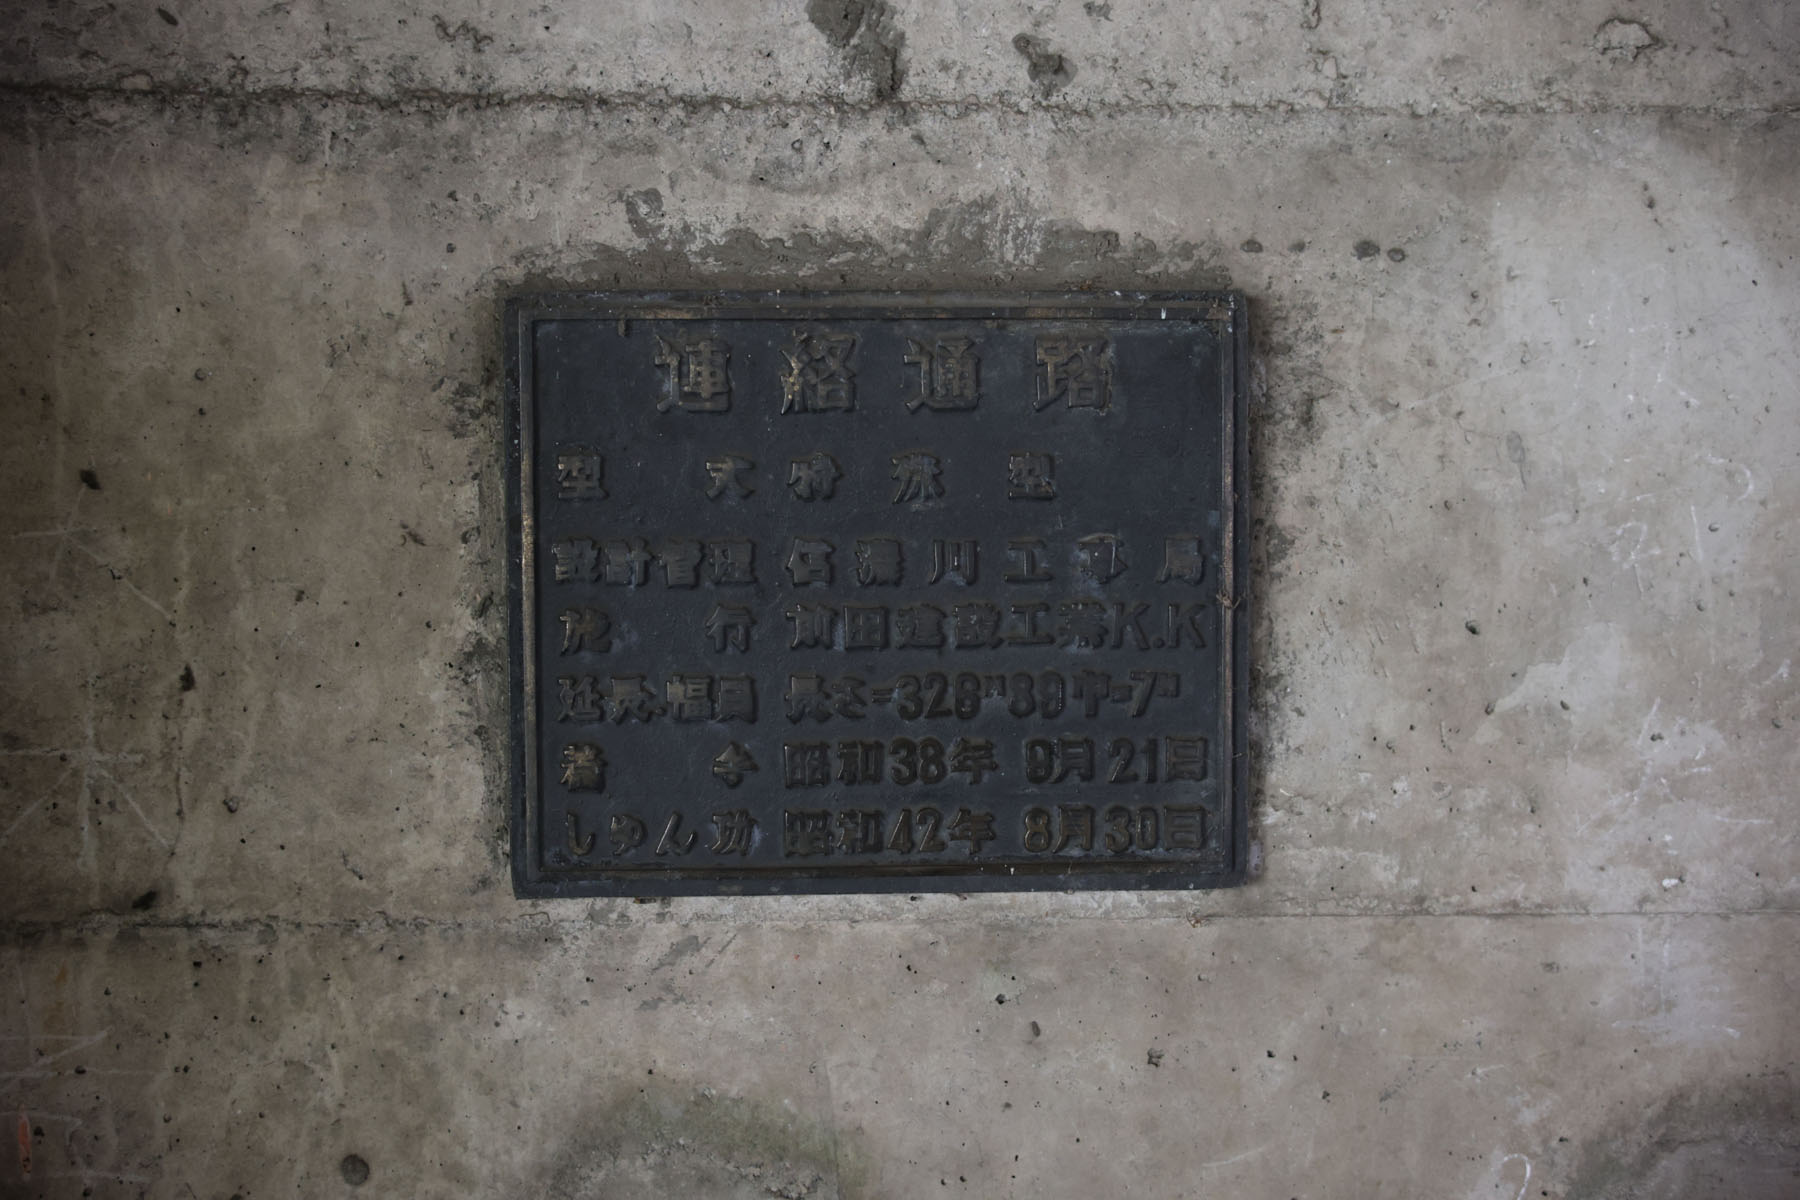 連絡通路
型 式 特殊型
設計管理 信濃川工事局
施 行 前田建設工業K.K
延長.幅員 長さ=326m89 巾=7m
着 手 昭和38年 9月21日
しゆん功 昭和42年 8月30日